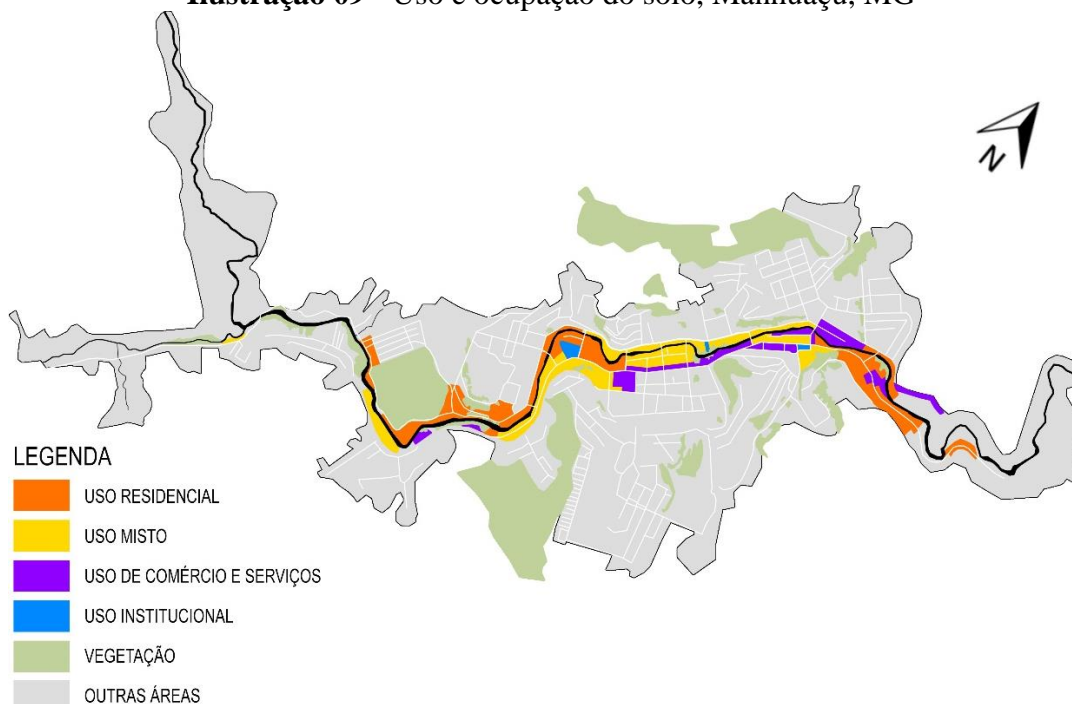 Ilustração 09 - Uso e ocupação do solo, Manhuaçu, MG
N
LEGENDA
USO RESIDENCIAL
USO MISTO
USO DE COMÉRCIO E SERVIÇOS
USO INSTITUCIONAL
VEGETAÇÃO
OUTRAS ÁREAS